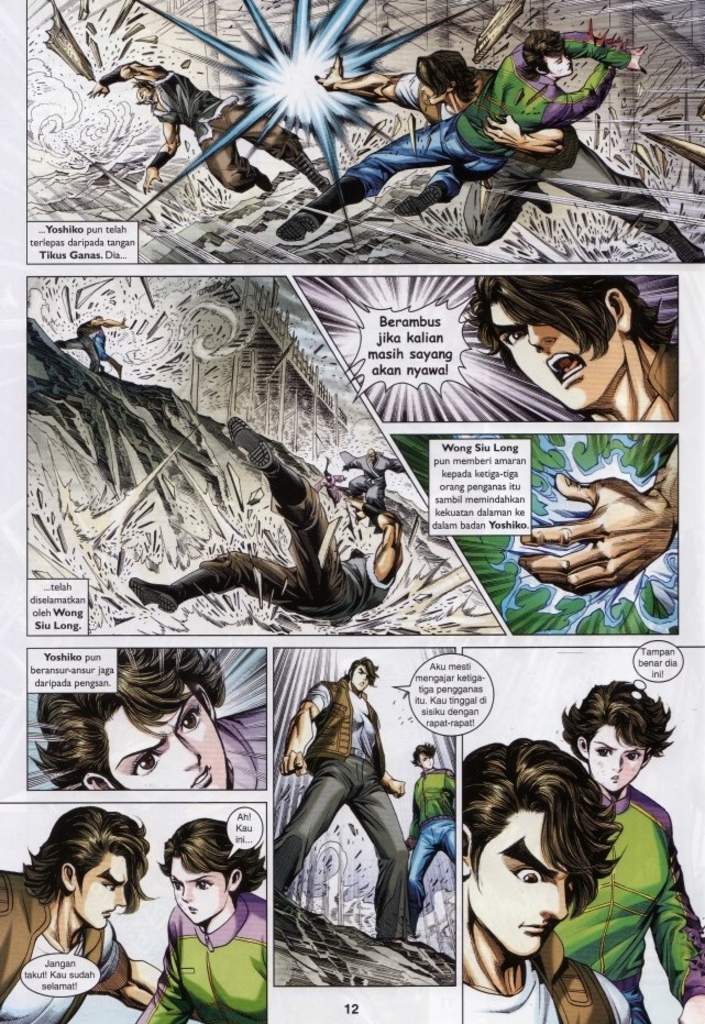 ...Yoshiko pun telah
terlepas daripada tangan
Tikus Ganas. Dia...
Berambus
jika kalian
masih sayang
akan nyawa!
Wong Siu Long
pun memberi amaran
kepada ketiga-tiga
orang penganas itu
sambil memindahkan
kekuatan dalaman ke
dalam badan Yoshiko.
...telah
diselamatkan
oleh Wong
Siu Long.
Yoshiko pun
beransur-ansur jaga
daripada pengsan.
Ah!
Kau
ini...
Jangan
takut! Kau sudah
selamat!
Aku mesti
mengajar ketiga-
tiga pengganas
itu. Kau tinggal di
sisiku dengan
rapat-rapat!
Tampan
benar dia
ini!
12